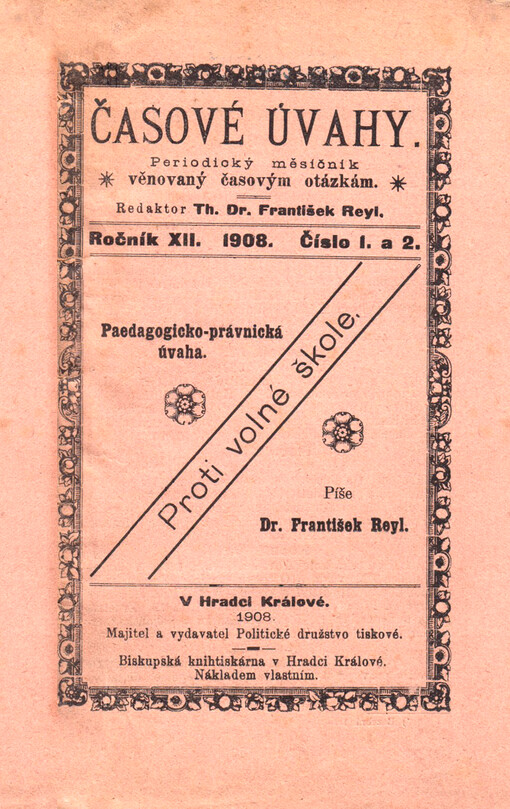 ČASOVÉ ÚVAHY.
Periodický měsíčník
věnovaný časovým otázkám.
Redaktor Th. Dr. František Reyl.
Ročník XII. 1908. Číslo 1. a 2.
Paedagogicko-právnická
úvaha.
Proti volné škole.
Píše
Dr. František Reyl.
V Hradci Králové.
1908.
Majitel a vydavatel Politické družstvo tiskové.
Biskupská knihtiskárna v Hradci Králové.
Nákladem vlastním.